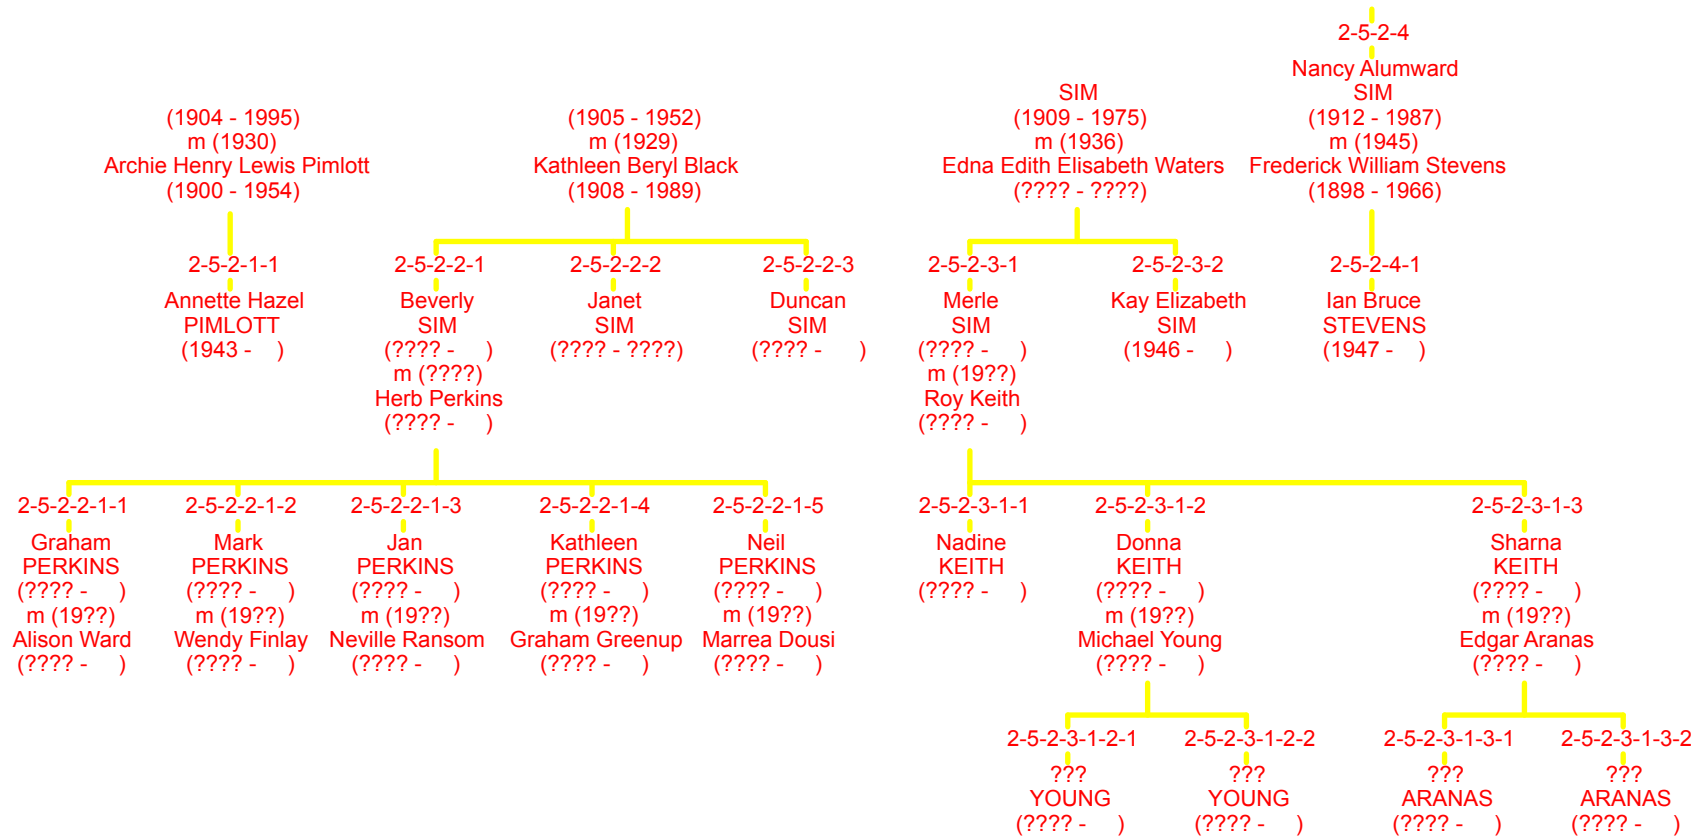 2-5-2-4
Nancy Alumward
SIM
(1912 - 1987)
m (1945)
Frederick William Stevens
(1898 - 1966)
SIM
(1909 - 1975)
m (1936)
Edna Edith Elisabeth Waters
(???? - ????)
(1904 - 1995)
m (1930)
Archie Henry Lewis Pimlott
(1900 - 1954)
(1905 - 1952)
m (1929)
Kathleen Beryl Black
(1908 - 1989)
2-5-2-1-1
Annette Hazel
PIMLOTT
(1943 -    )
2-5-2-2-1
Beverly
SIM
(???? -    )
m (????)
Herb Perkins
(???? -    )
2-5-2-2-2
Janet
SIM
(???? - ????)
2-5-2-2-3
Duncan
SIM
(???? -    )
2-5-2-3-1
Merle
SIM
(???? -    )
m (19??)
Roy Keith
(???? -    )
2-5-2-3-2
Kay Elizabeth
SIM
(1946 -    )
2-5-2-4-1
Ian Bruce
STEVENS
(1947 -    )
2-5-2-2-1-1
Graham
PERKINS
(???? -    )
m (19??)
Alison Ward
(???? -    )
2-5-2-2-1-2
Mark
PERKINS
(???? -    )
m (19??)
Wendy Finlay
(???? -    )
2-5-2-2-1-3
Jan
PERKINS
(???? -    )
m (19??)
Neville Ransom
(???? -    )
2-5-2-2-1-4
Kathleen
PERKINS
(???? -    )
m (19??)
Graham Greenup
(???? -    )
2-5-2-2-1-5
Neil
PERKINS
(???? -    )
m (19??)
Marrea Dousi
(???? -    )
2-5-2-3-1-1
Nadine
KEITH
(???? -    )
2-5-2-3-1-2
Donna
KEITH
(???? -    )
m (19??)
Michael Young
(???? -    )
2-5-2-3-1-3
Sharna
KEITH
(???? -    )
m (19??)
Edgar Aranas
(???? -    )
2-5-2-3-1-2-1
???
YOUNG
(???? -    )
2-5-2-3-1-2-2
???
YOUNG
(???? -    )
2-5-2-3-1-3-1
???
ARANAS
(???? -    )
2-5-2-3-1-3-2
???
ARANAS
(???? -    )